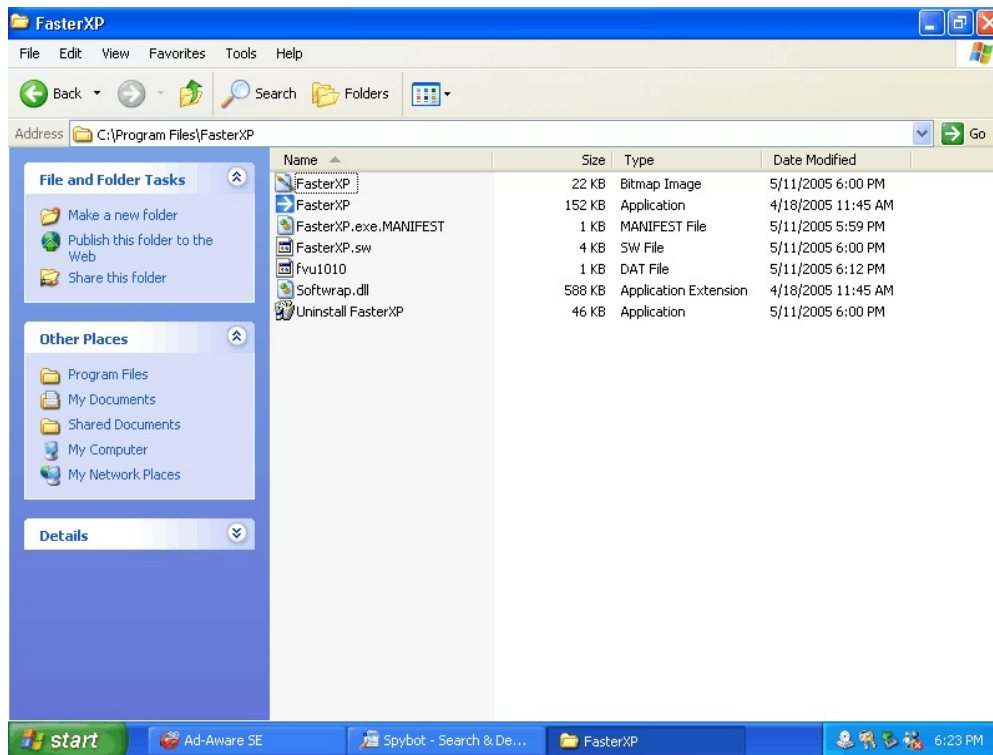 FasterXP
File Edit View Favorites Tools Help
Back Search Folders
Address C:\Program Files\FasterXP Go
Name Size Type Date Modified
FasterXP 22 KB Bitmap Image 5/11/2005 6:00 PM
FasterXP 152 KB Application 4/18/2005 11:45 AM
FasterXP.exe.MANIFEST 1 KB MANIFEST File 5/11/2005 5:59 PM
FasterXP.sw 4 KB SW File 5/11/2005 6:00 PM
fvu1010 1 KB DAT File 5/11/2005 6:12 PM
Softwrap.dll 588 KB Application Extension 4/18/2005 11:45 AM
Uninstall FasterXP 46 KB Application 5/11/2005 6:00 PM
File and Folder Tasks
Make a new folder
Publish this folder to the
Web
Share this folder
Other Places
Program Files
My Documents
Shared Documents
My Computer
My Network Places
Details
start Ad-Aware SE Spybot - Search & De... FasterXP 6:23 PM